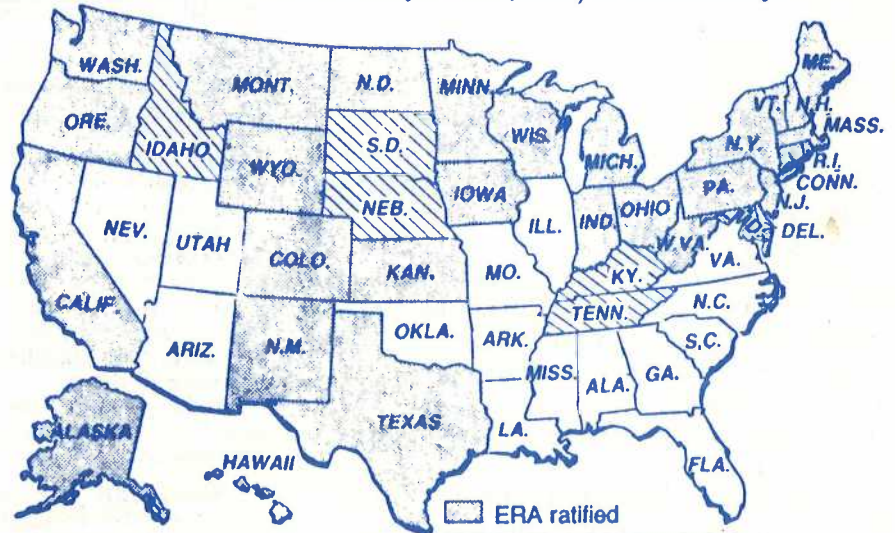 WASH.
MONT.
N.D.
MINN.
ME.
VT.
N.H.
MASS.
ORE.
IDAHO
WYO.
S.D.
WIS.
MICH.
N.Y.
R.I.
CONN.
NEV.
UTAH
COLO.
NEB.
IOWA
ILL.
IND.
OHIO
PA.
N.J.
MD.
DEL.
W.VA.
VA.
CALIF.
KAN.
MO.
KY.
N.C.
ARIZ.
N.M.
OKLA.
ARK.
TENN.
S.C.
MISS.
ALA.
GA.
ALASKA
HAWAII
TEXAS
LA.
FLA.
ERA ratified